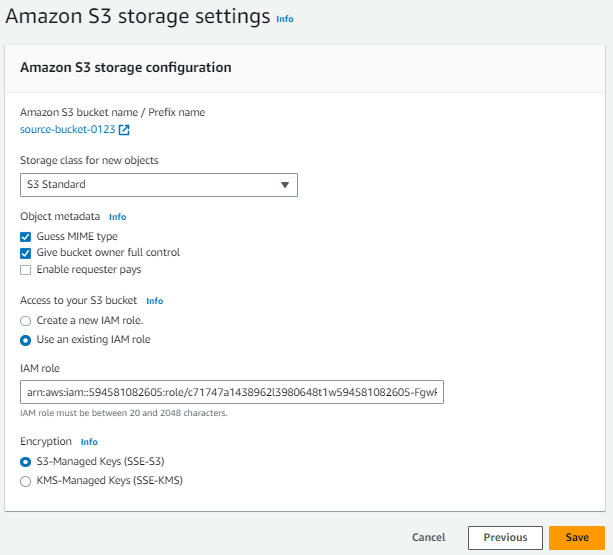 Amazon S3 storage settings Info
Amazon S3 storage configuration
Amazon S3 bucket name / Prefix name
source-bucket-0123
Storage class for new objects
S3 Standard
Object metadata Info
Guess MIME type
Give bucket owner full control
Enable requester pays
Access to your S3 bucket Info
Create a new IAM role.
Use an existing IAM role
IAM role
arn:aws:iam::594581082605:role/c71747a1438962l3980648t1w594581082605-FgwF
IAM role must be between 20 and 2048 characters.
Encryption Info
S3-Managed Keys (SSE-S3)
KMS-Managed Keys (SSE-KMS)
Cancel Previous Save